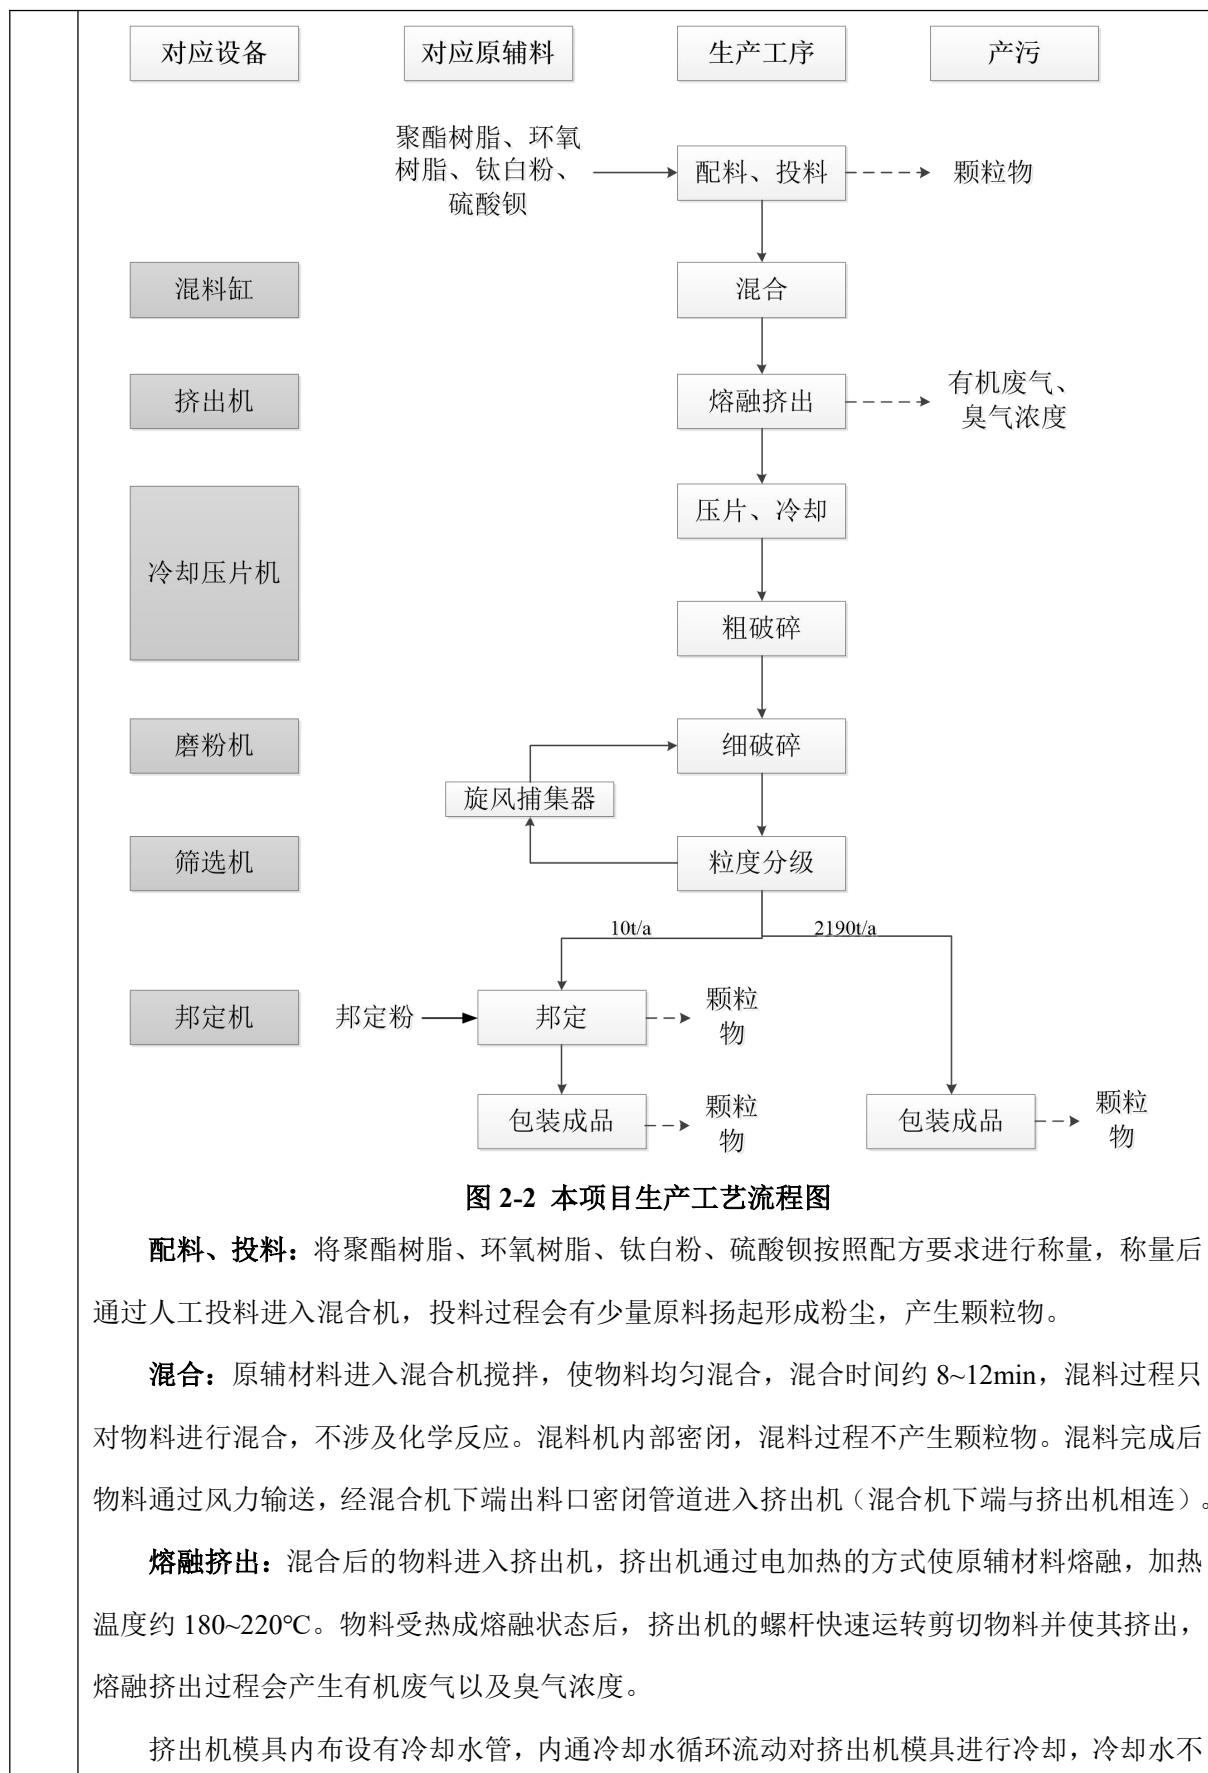 对应设备
对应原辅料
生产工序
产污
聚酯树脂、环氧
树脂、钛白粉、
硫酸钡
配料、投料
颗粒物
混料缸
混合
挤出机
熔融挤出
有机废气、
臭气浓度
压片、冷却
冷却压片机
粗破碎
磨粉机
细破碎
旋风捕集器
筛选机
粒度分级
10t/a
2190t/a
邦定机
邦定粉
邦定
颗粒
物
包装成品
颗粒
物
包装成品
颗粒
物
图 2-2 本项目生产工艺流程图
配料、投料：将聚酯树脂、环氧树脂、钛白粉、硫酸钡按照配方要求进行称量，称量后
通过人工投料进入混合机，投料过程会有少量原料扬起形成粉尘，产生颗粒物。
混合：原辅材料进入混合机搅拌，使物料均匀混合，混合时间约 8~12min，混料过程只
对物料进行混合，不涉及化学反应。混料机内部密闭，混料过程不产生颗粒物。混料完成后
物料通过风力输送，经混合机下端出料口密闭管道进入挤出机（混合机下端与挤出机相连）。
熔融挤出：混合后的物料进入挤出机，挤出机通过电加热的方式使原辅材料熔融，加热
温度约 180~220℃。物料受热成熔融状态后，挤出机的螺杆快速运转剪切物料并使其挤出，
熔融挤出过程会产生有机废气以及臭气浓度。
挤出机模具内布设有冷却水管，内通冷却水循环流动对挤出机模具进行冷却，冷却水不